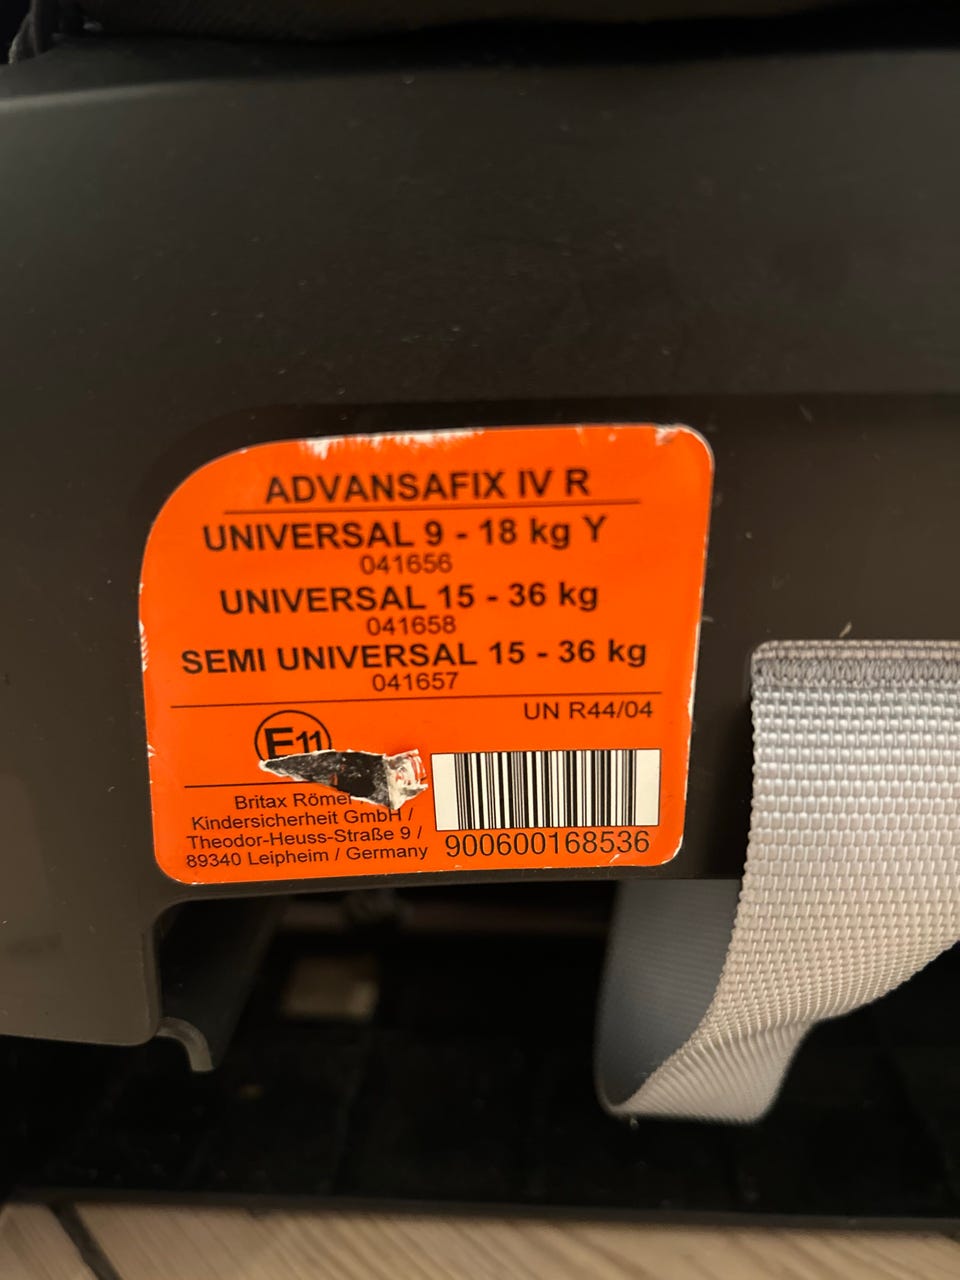 ADVANSAFIX IV R
UNIVERSAL 9 - 18 kg Y
041656
UNIVERSAL 15 - 36 kg
041658
SEMI UNIVERSAL 15 - 36 kg
041657
UN R44/04
E11
Britax Römer
Kindersicherheit GmbH /
Theodor-Heuss-Straße 9 /
89340 Leipheim / Germany
900600168536